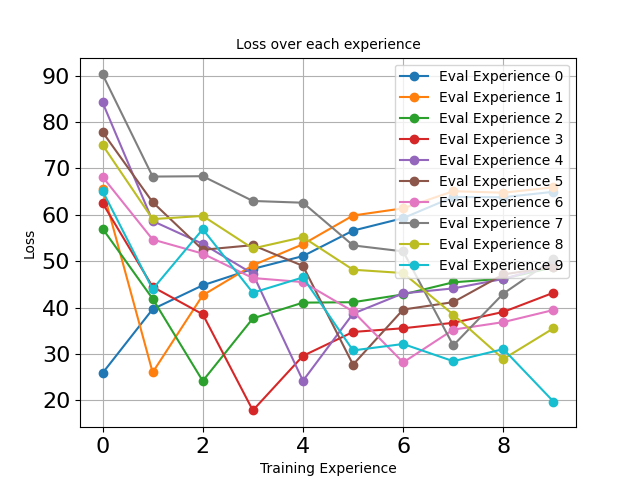 Loss over each experience
90
80
70
60
50
40
30
20
Loss
Eval Experience 0
Eval Experience 1
Eval Experience 2
Eval Experience 3
Eval Experience 4
Eval Experience 5
Eval Experience 6
Eval Experience 7
Eval Experience 8
Eval Experience 9
0 2 4 6 8
Training Experience